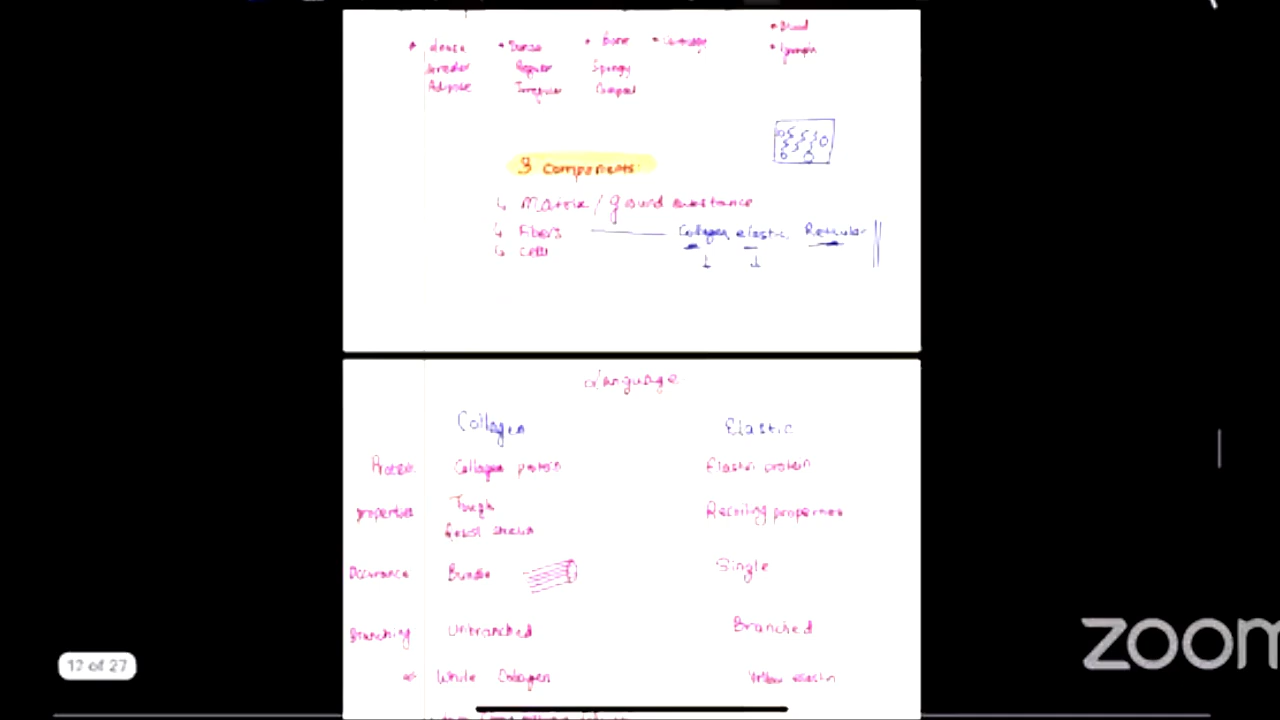 • Blood
• dense • Dense • Bone • Cartilage • lymph
Areolar Regular Spongy
Adipose Irregular Compact
3 Components
↳ Matrix / ground substance
↳ Fibers —— Collagen, elastic, Reticular
↳ Cells
Collagen Elastic
Protein Collagen protein Elastic protein
properties Tough Recoiling properties
Occurance Bundle Single
Branching Unbranched Branched
White Collagen Yellow elastin
12 of 27
zoom